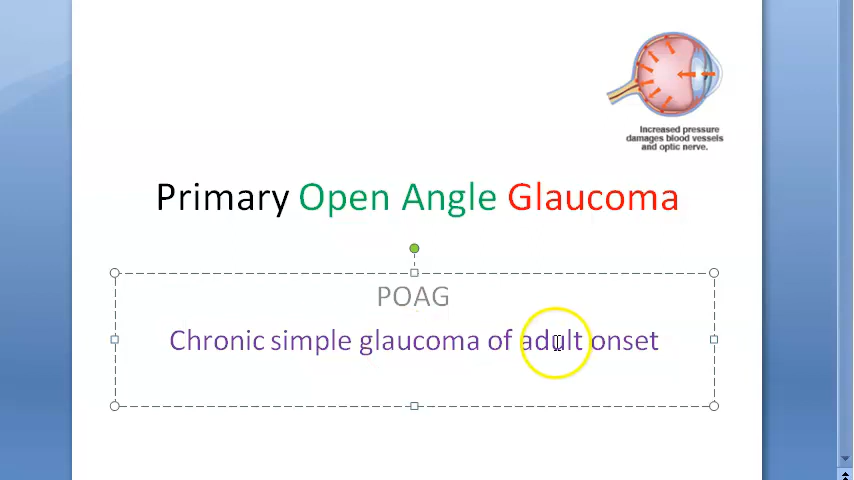 Increased pressure
damages blood vessels
and optic nerve.
Primary Open Angle Glaucoma
POAG
Chronic simple glaucoma of adult onset